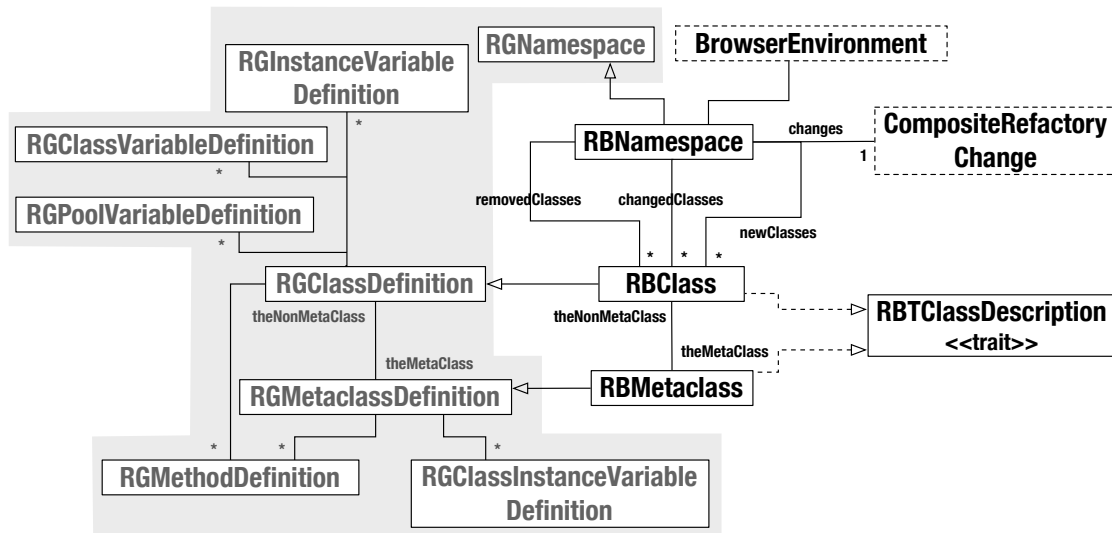 RGInstanceVariable
Definition
*
RGNamespace
BrowserEnvironment
RGClassVariableDefinition
*
RBNamespace
changes
1
CompositeRefactory
Change
RGPoolVariableDefinition
*
removedClasses
changedClasses
newClasses
*
*
*
RGClassDefinition
RBClass
theNonMetaClass
theNonMetaClass
RBTClassDescription
<<trait>>
theMetaClass
theMetaClass
RGMetaclassDefinition
RBMetaclass
*
*
*
RGMethodDefinition
RGClassInstanceVariable
Definition